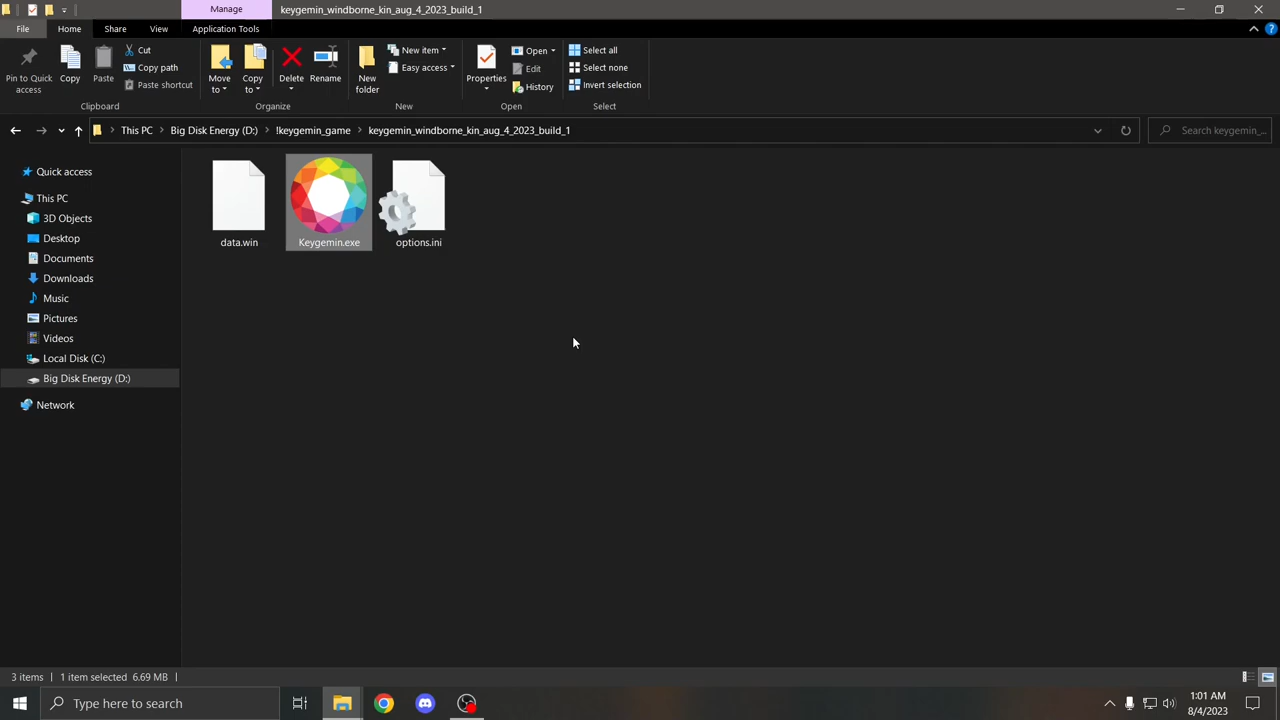 Manage
keygemin_windborne_kin_aug_4_2023_build_1
File
Home
Share
View
Application Tools
Pin to Quick
access
Copy
Paste
Cut
Copy path
Paste shortcut
Clipboard
Move
to
Copy
to
Delete
Rename
Organize
New
folder
New item
Easy access
New
Properties
Open
Edit
History
Open
Select all
Select none
Invert selection
Select
This PC
Big Disk Energy (D:)
!keygemin_game
keygemin_windborne_kin_aug_4_2023_build_1
Search keygemin_...
Quick access
This PC
3D Objects
Desktop
Documents
Downloads
Music
Pictures
Videos
Local Disk (C:)
Big Disk Energy (D:)
Network
data.win
Keygemin.exe
options.ini
3 items
1 item selected 6.69 MB
Type here to search
1:01 AM
8/4/2023